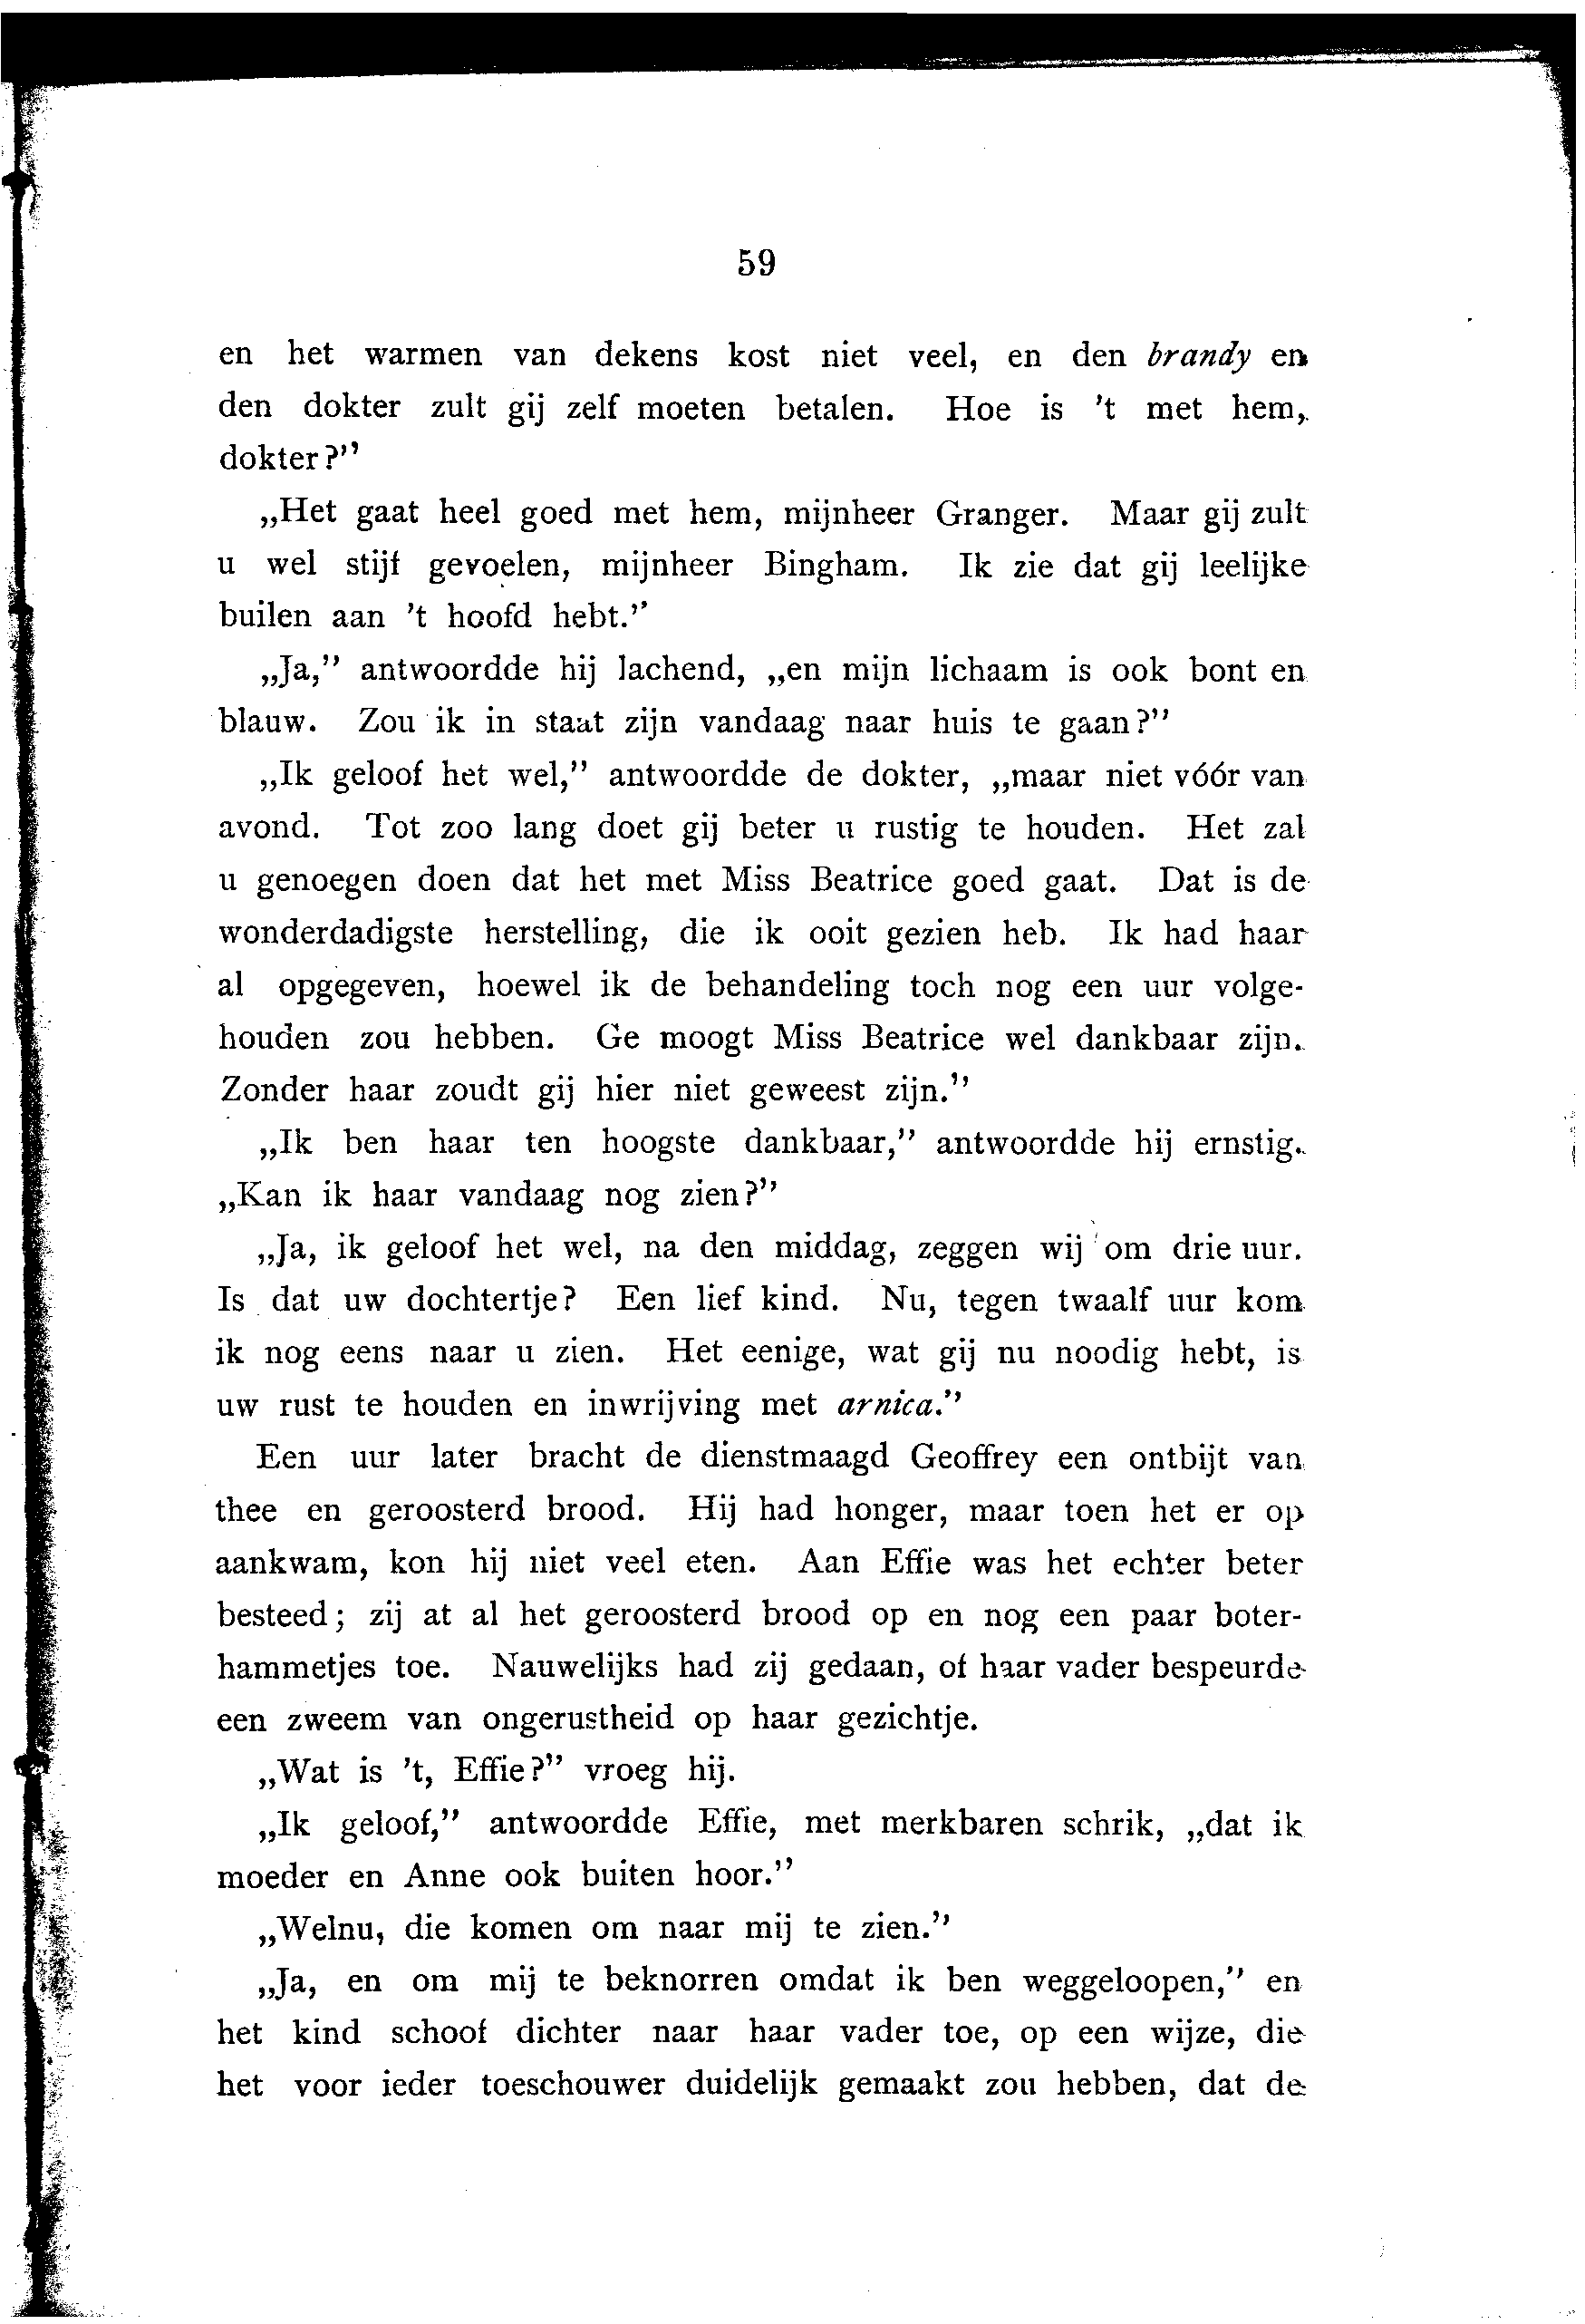 59
en het warmen van dekens kost niet veel, en den brandy en
den dokter zult gij zelf moeten betalen. Hoe is 't met hem,
dokter?"
„Het gaat heel goed met hem, mijnheer Granger. Maar gij zult
u wel stijf gevoelen, mijnheer Bingham. Ik zie dat gij leelijke
builen aan 't hoofd hebt."
„Ja," antwoordde hij lachend, „en mijn lichaam is ook bont en
blauw. Zou ik in staat zijn vandaag naar huis te gaan?"
„Ik geloof het wel," antwoordde de dokter, „maar niet vóór van
avond. Tot zoo lang doet gij beter u rustig te houden. Het zal
u genoegen doen dat het met Miss Beatrice goed gaat. Dat is de
wonderdadigste herstelling, die ik ooit gezien heb. Ik had haar
al opgegeven, hoewel ik de behandeling toch nog een uur volge-
houden zou hebben. Ge moogt Miss Beatrice wel dankbaar zijn.
Zonder haar zoudt gij hier niet geweest zijn."
„Ik ben haar ten hoogste dankbaar," antwoordde hij ernstig.
„Kan ik haar vandaag nog zien?"
„Ja, ik geloof het wel, na den middag, zeggen wij om drie uur.
Is dat uw dochtertje? Een lief kind. Nu, tegen twaalf uur kom
ik nog eens naar u zien. Het eenige, wat gij nu noodig hebt, is
uw rust te houden en inwrijving met arnica."
Een uur later bracht de dienstmaagd Geoffrey een ontbijt van
thee en geroosterd brood. Hij had honger, maar toen het er op
aankwam, kon hij niet veel eten. Aan Effie was het echter beter
besteed; zij at al het geroosterd brood op en nog een paar boter-
hammetjes toe. Nauwelijks had zij gedaan, of haar vader bespeurde
een zweem van ongerustheid op haar gezichtje.
„Wat is 't, Effie?" vroeg hij.
„Ik geloof," antwoordde Effie, met merkbaren schrik, „dat ik
moeder en Anne ook buiten hoor."
„Welnu, die komen om naar mij te zien."
„Ja, en om mij te beknorren omdat ik ben weggeloopen," en
het kind schoof dichter naar haar vader toe, op een wijze, die
het voor ieder toeschouwer duidelijk gemaakt zou hebben, dat de